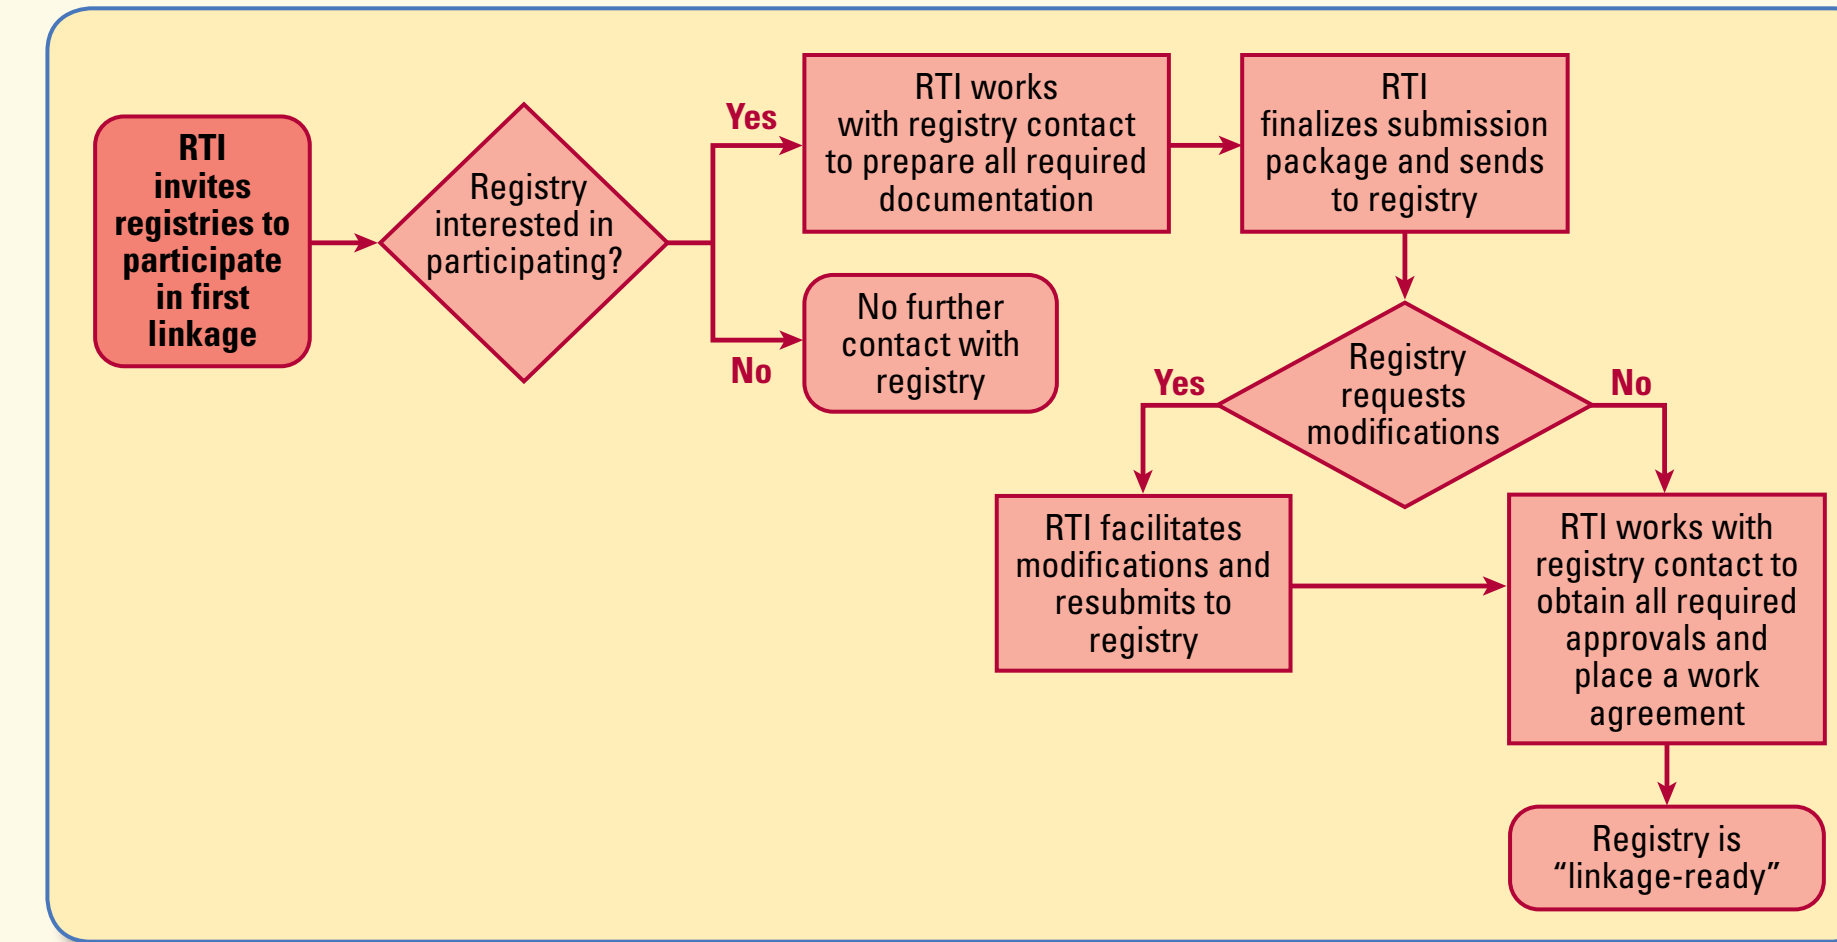 RTI
invites
registries to
participate
in first
linkage
Registry
interested in
participating?
Yes
RTI works
with registry contact
to prepare all required
documentation
RTI
finalizes submission
package and sends
to registry
No
No further
contact with
registry
Registry
requests
modifications
Yes
No
RTI facilitates
modifications and
resubmits to
registry
RTI works with
registry contact to
obtain all required
approvals and
place a work
agreement
Registry is
“linkage-ready”